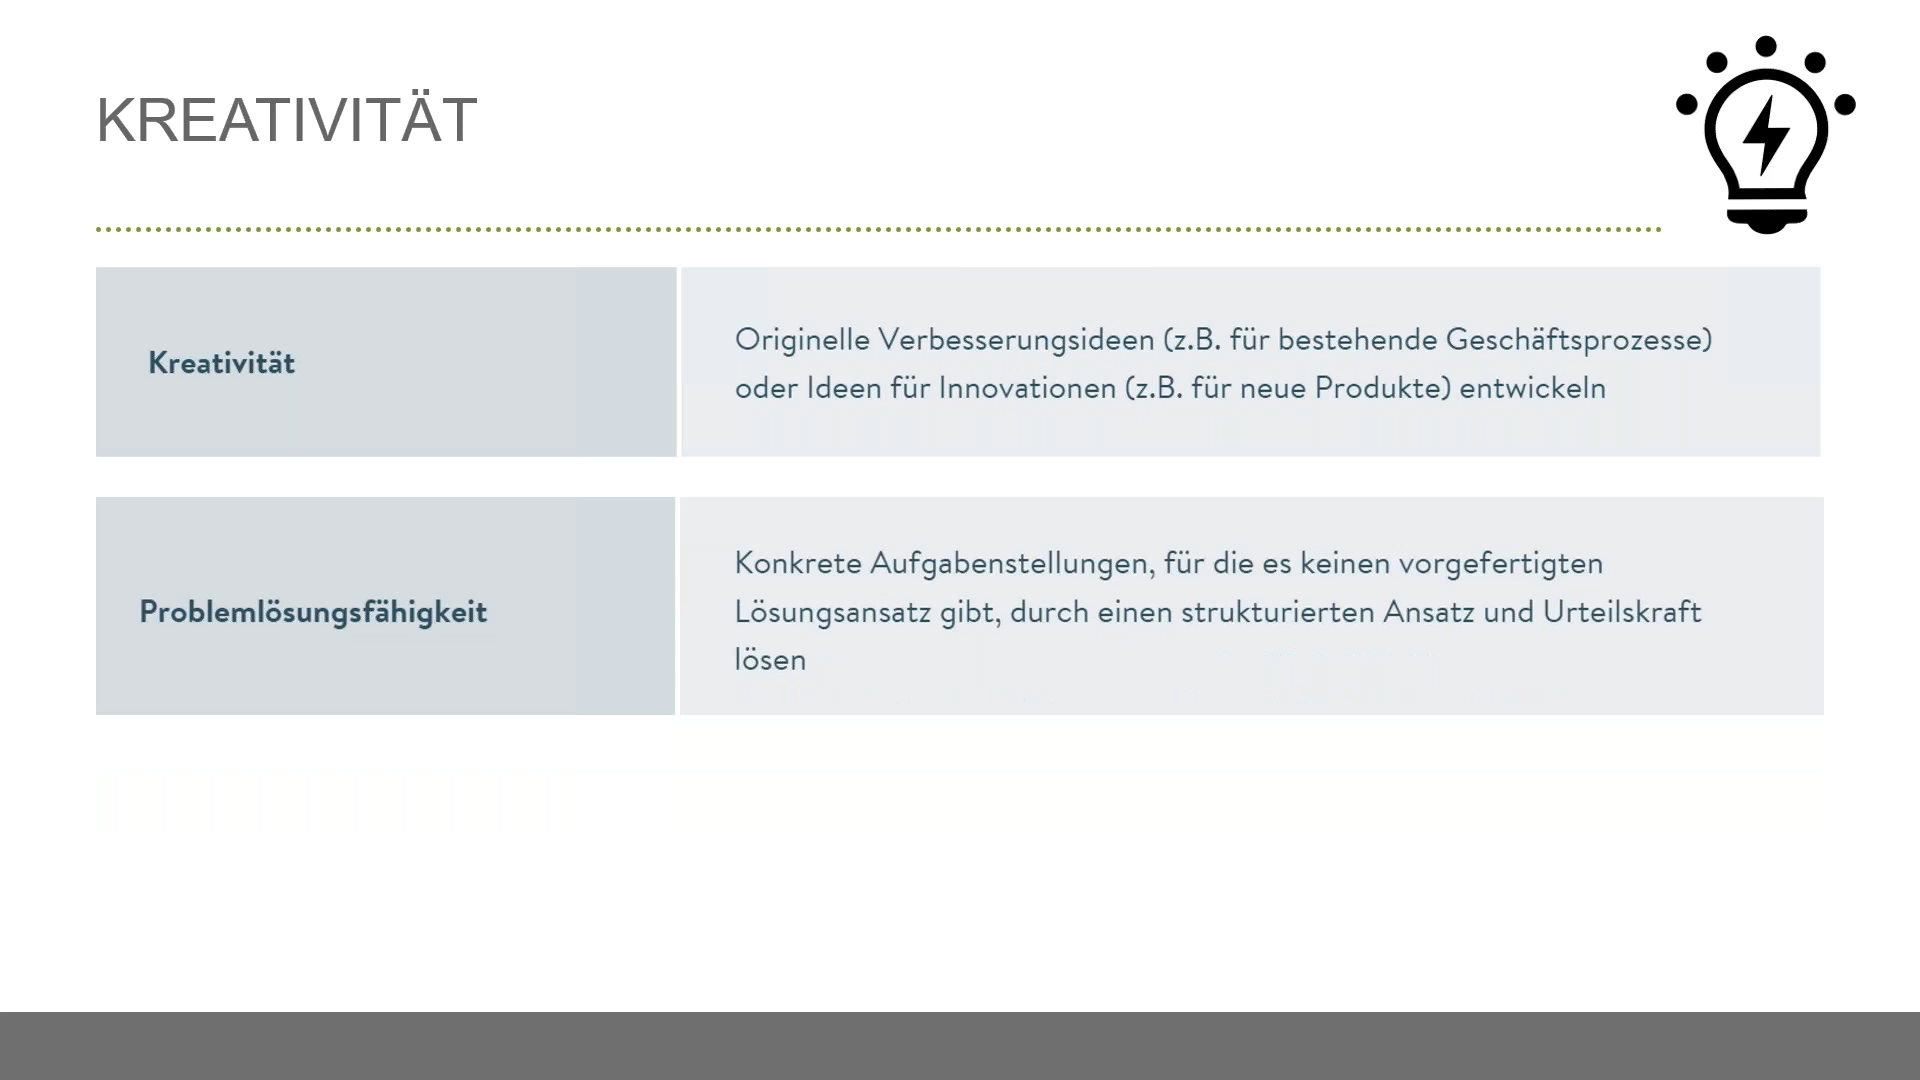 KREATIVITÄT
Kreativität
Originelle Verbesserungsideen (z.B. für bestehende Geschäftsprozesse)
oder Ideen für Innovationen (z.B. für neue Produkte) entwickeln
Problemlösungsfähigkeit
Konkrete Aufgabenstellungen, für die es keinen vorgefertigten
Lösungsansatz gibt, durch einen strukturierten Ansatz und Urteilskraft
lösen